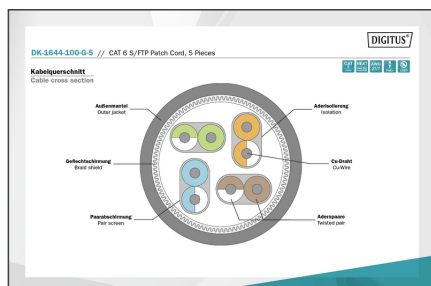 DIGITUS®
DK-1644-100-G-5 // CAT 6 S/FTP Patch Cord, 5 Pieces
Kabelquerschnitt
Cable cross section
Außenmantel
Outer jacket
Aderisolierung
Isolation
Geflechtschirmung
Braid shield
Cu-Draht
Cu-Wire
Paarabschirmung
Pair screen
Adernpaare
Twisted pair